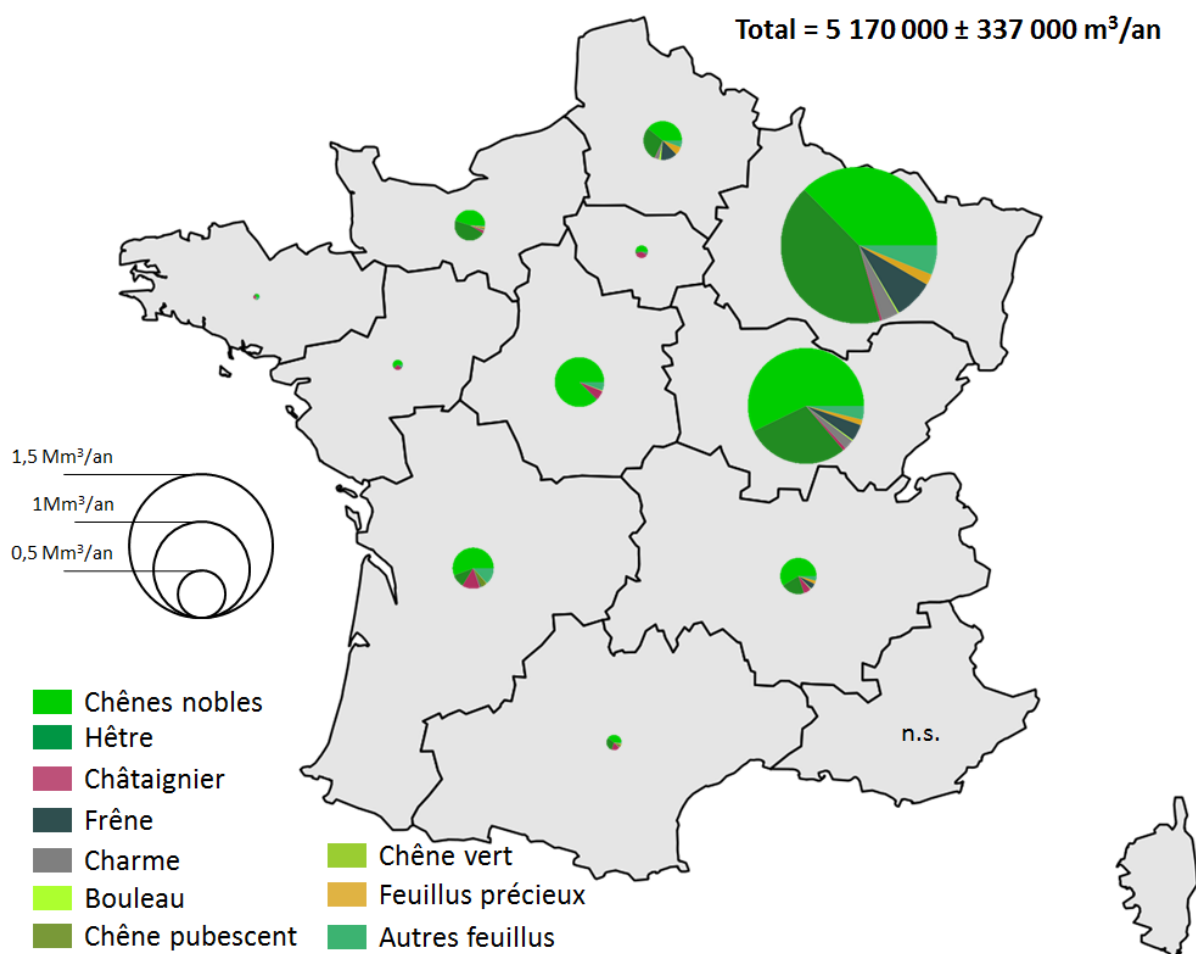 Total = 5 170 000 ± 337 000 m³/an
1,5 Mm³/an
1Mm³/an
0,5 Mm³/an
n.s.
Chênes nobles
Hêtre
Châtaignier
Frêne
Charme
Bouleau
Chêne pubescent
Chêne vert
Feuillus précieux
Autres feuillus